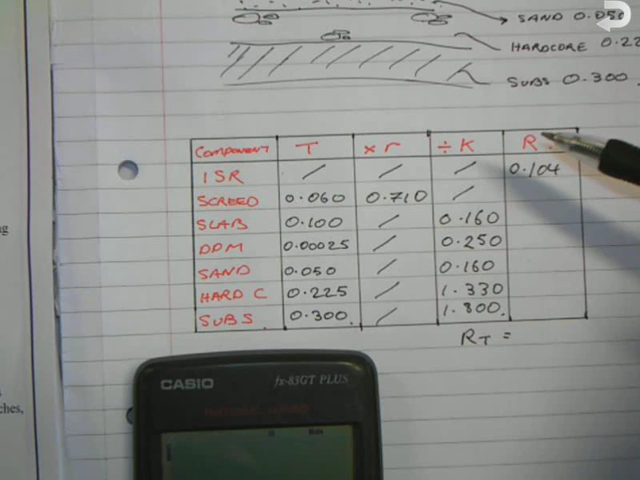 SAND 0.050
HARDCORE 0.22
SUBS 0.300
Component T x r ÷ K R
ISR / / / 0.104
SCREED 0.060 0.710 /
SLAB 0.100 / 0.160
DPM 0.00025 / 0.250
SAND 0.050 / 0.160
HARD C 0.225 / 1.330
SUBS 0.300. / 1.800.
RT =
CASIO fx-83GT PLUS
ches,